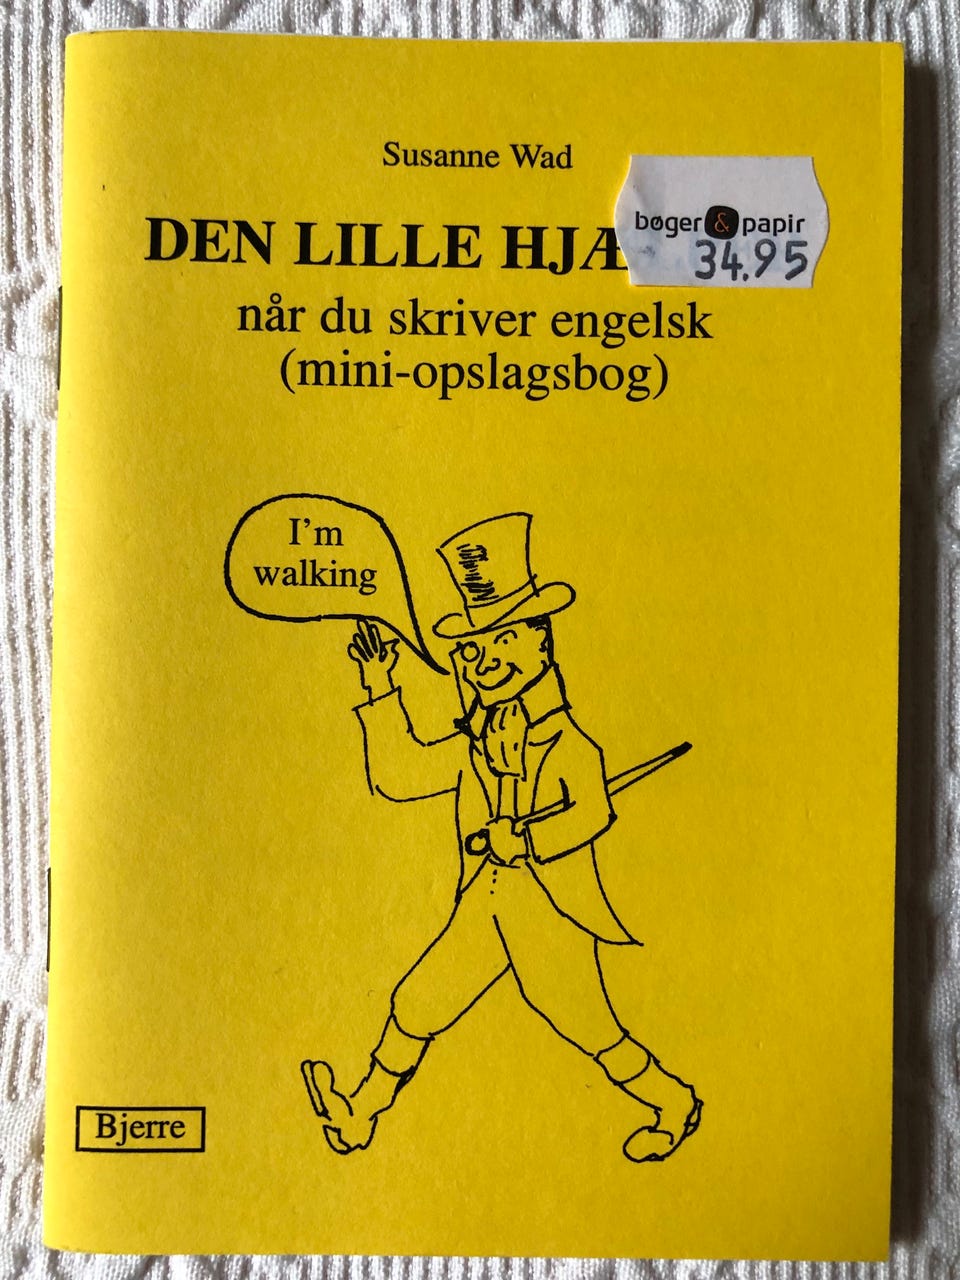 Susanne Wad
DEN LILLE HJÆ
bøger & papir
34.95
når du skriver engelsk
(mini-opslagsbog)
I'm
walking
Bjerre